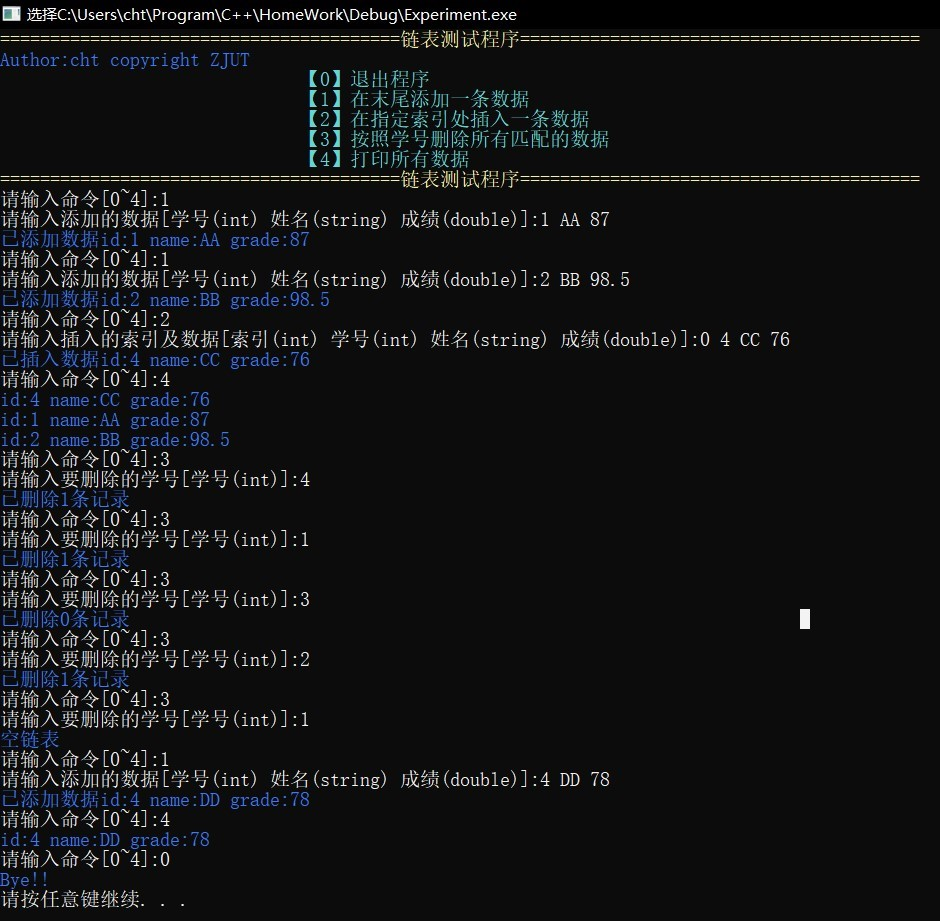 选择C:\Users\cht\Program\C++\HomeWork\Debug\Experiment.exe
========================================链表测试程序========================================
Author:cht copyright ZJUT
【0】退出程序
【1】在末尾添加一条数据
【2】在指定索引处插入一条数据
【3】按照学号删除所有匹配的数据
【4】打印所有数据
========================================链表测试程序========================================
请输入命令[0~4]:1
请输入添加的数据[学号(int) 姓名(string) 成绩(double)]:1 AA 87
已添加数据id:1 name:AA grade:87
请输入命令[0~4]:1
请输入添加的数据[学号(int) 姓名(string) 成绩(double)]:2 BB 98.5
已添加数据id:2 name:BB grade:98.5
请输入命令[0~4]:2
请输入插入的索引及数据[索引(int) 学号(int) 姓名(string) 成绩(double)]:0 4 CC 76
已插入数据id:4 name:CC grade:76
请输入命令[0~4]:4
id:4 name:CC grade:76
id:1 name:AA grade:87
id:2 name:BB grade:98.5
请输入命令[0~4]:3
请输入要删除的学号[学号(int)]:4
已删除1条记录
请输入命令[0~4]:3
请输入要删除的学号[学号(int)]:1
已删除1条记录
请输入命令[0~4]:3
请输入要删除的学号[学号(int)]:3
已删除0条记录
请输入命令[0~4]:3
请输入要删除的学号[学号(int)]:2
已删除1条记录
请输入命令[0~4]:3
请输入要删除的学号[学号(int)]:1
空链表
请输入命令[0~4]:1
请输入添加的数据[学号(int) 姓名(string) 成绩(double)]:4 DD 78
已添加数据id:4 name:DD grade:78
请输入命令[0~4]:4
id:4 name:DD grade:78
请输入命令[0~4]:0
Bye!!
请按任意键继续. . .